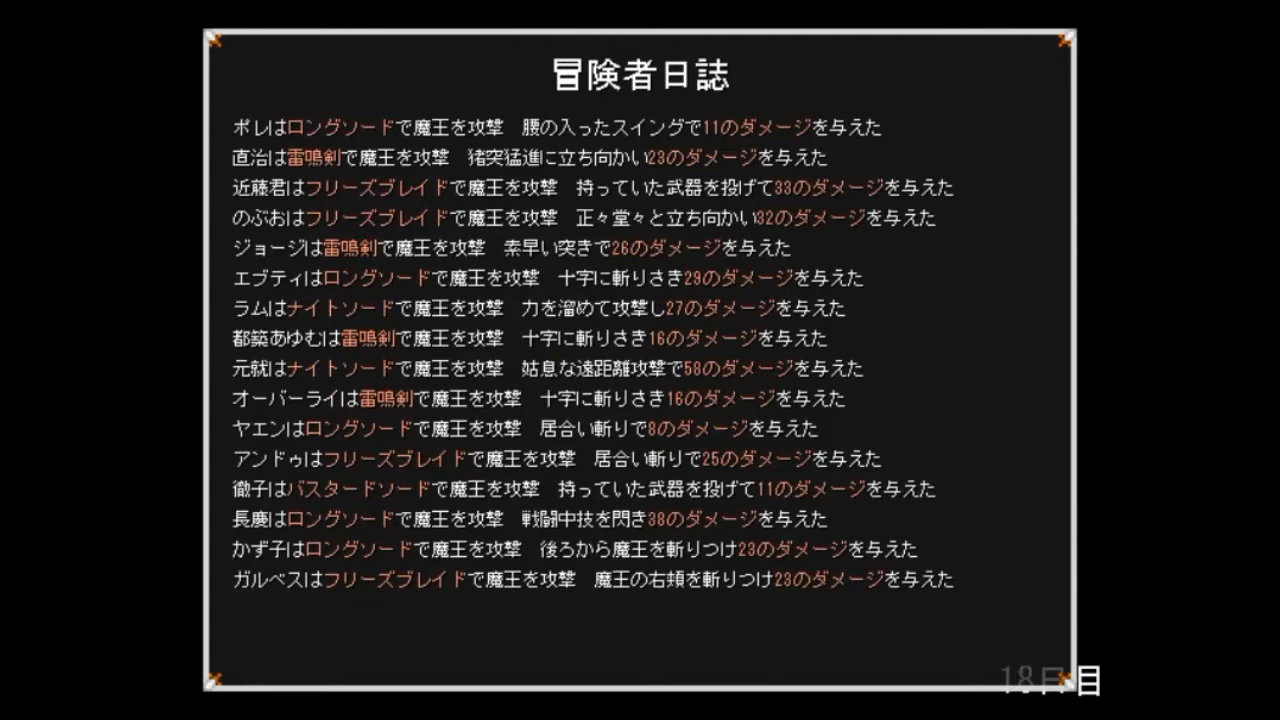 冒険者日誌
ポレはロングソードで魔王を攻撃　腰の入ったスイングで11のダメージを与えた
直治は雷鳴剣で魔王を攻撃　猪突猛進に立ち向かい23のダメージを与えた
近藤君はフリーズブレイドで魔王を攻撃　持っていた武器を投げて33のダメージを与えた
のぶおはフリーズブレイドで魔王を攻撃　正々堂々と立ち向かい32のダメージを与えた
ジョージは雷鳴剣で魔王を攻撃　素早い突きで26のダメージを与えた
エブティはロングソードで魔王を攻撃　十字に斬りさき29のダメージを与えた
ラムはナイトソードで魔王を攻撃　力を溜めて攻撃し27のダメージを与えた
都築あゆむは雷鳴剣で魔王を攻撃　十字に斬りさき16のダメージを与えた
元就はナイトソードで魔王を攻撃　姑息な遠距離攻撃で58のダメージを与えた
オーバーライは雷鳴剣で魔王を攻撃　十字に斬りさき16のダメージを与えた
ヤエンはロングソードで魔王を攻撃　居合い斬りで8のダメージを与えた
アンドゥはフリーズブレイドで魔王を攻撃　居合い斬りで25のダメージを与えた
徹子はバスタードソードで魔王を攻撃　持っていた武器を投げて11のダメージを与えた
長慶はロングソードで魔王を攻撃　戦闘中技を閃き38のダメージを与えた
かず子はロングソードで魔王を攻撃　後ろから魔王を斬りつけ23のダメージを与えた
ガルベスはフリーズブレイドで魔王を攻撃　魔王の右頬を斬りつけ23のダメージを与えた
18日目